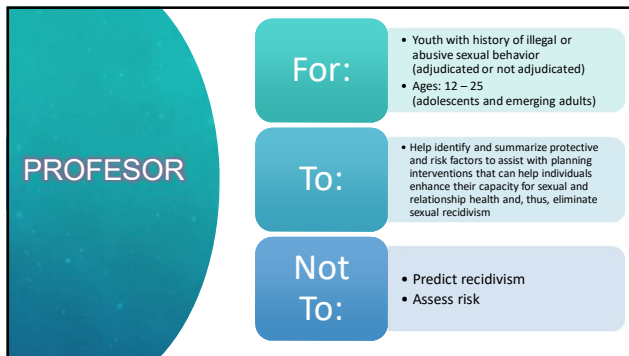 PROFESOR
For:
• Youth with history of illegal or
abusive sexual behavior
(adjudicated or not adjudicated)
• Ages: 12 – 25
(adolescents and emerging adults)
To:
• Help identify and summarize protective
and risk factors to assist with planning
interventions that can help individuals
enhance their capacity for sexual and
relationship health and, thus, eliminate
sexual recidivism
Not
To:
• Predict recidivism
• Assess risk